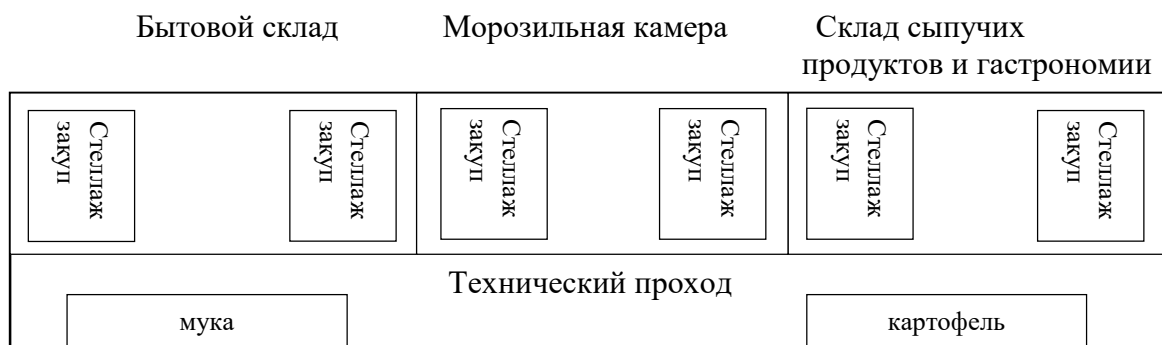 Бытовой склад
Морозильная камера
Склад сыпучих
продуктов и гастрономии
Стеллаж
закуп
Стеллаж
закуп
Стеллаж
закуп
Стеллаж
закуп
Стеллаж
закуп
Стеллаж
закуп
Технический проход
мука
картофель